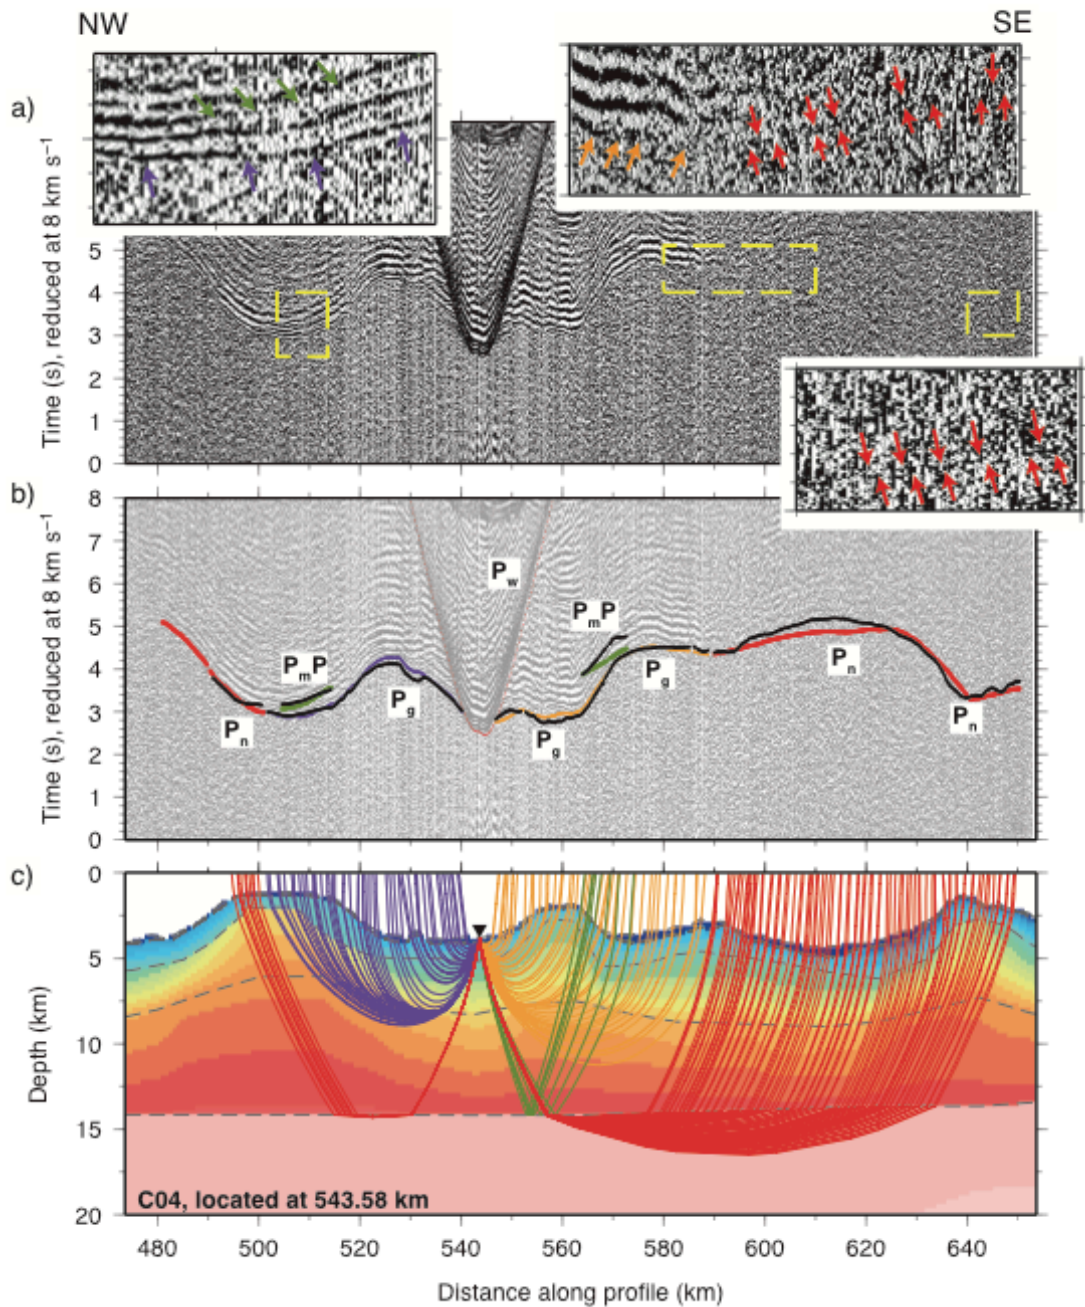 NW SE
a)
Time (s), reduced at 8 km s⁻¹
5
4
3
2
1
0
b)
Time (s), reduced at 8 km s⁻¹
8
7
6
5
4
3
2
1
0
Pw
PmP
PmP
Pn
Pg
Pg
Pg
Pn
Pn
c)
Depth (km)
0
5
10
15
20
C04, located at 543.58 km
480 500 520 540 560 580 600 620 640
Distance along profile (km)